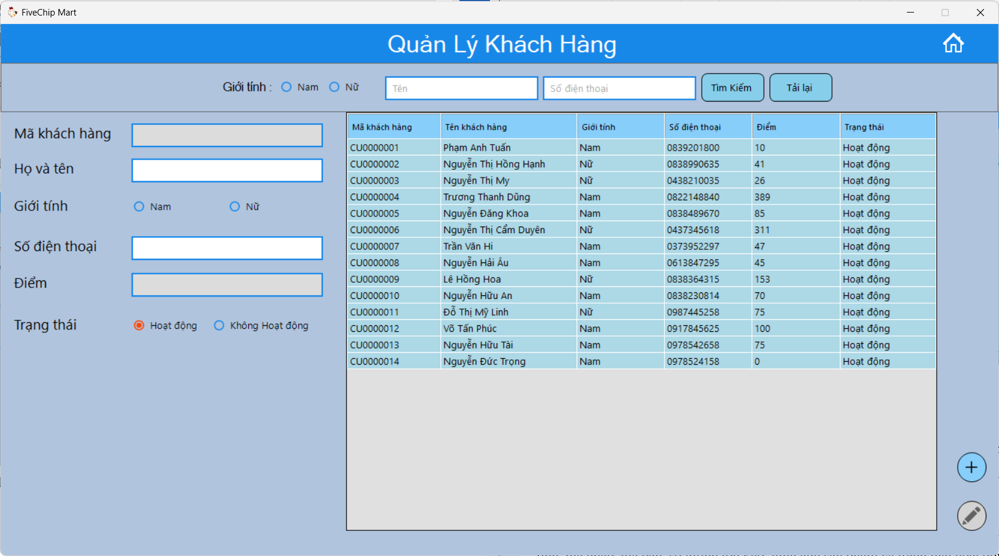 FiveChip Mart
Quản Lý Khách Hàng
Giới tính : Nam Nữ Tên Số điện thoại Tìm Kiếm Tải lại
Mã khách hàng
Họ và tên
Giới tính Nam Nữ
Số điện thoại
Điểm
Trạng thái Hoạt động Không Hoạt động
Mã khách hàng Tên khách hàng Giới tính Số điện thoại Điểm Trạng thái
CU0000001 Phạm Anh Tuấn Nam 0839201800 10 Hoạt động
CU0000002 Nguyễn Thị Hồng Hạnh Nữ 0838990635 41 Hoạt động
CU0000003 Nguyễn Thị My Nữ 0438210035 26 Hoạt động
CU0000004 Trương Thanh Dũng Nam 0822148840 389 Hoạt động
CU0000005 Nguyễn Đăng Khoa Nam 0838489670 85 Hoạt động
CU0000006 Nguyễn Thị Cẩm Duyên Nữ 0437345618 311 Hoạt động
CU0000007 Trần Văn Hi Nam 0373952297 47 Hoạt động
CU0000008 Nguyễn Hải Âu Nam 0613847295 45 Hoạt động
CU0000009 Lê Hồng Hoa Nữ 0838364315 153 Hoạt động
CU0000010 Nguyễn Hữu An Nam 0838230814 70 Hoạt động
CU0000011 Đỗ Thị Mỹ Linh Nữ 0987445258 75 Hoạt động
CU0000012 Võ Tấn Phúc Nam 0917845625 100 Hoạt động
CU0000013 Nguyễn Hữu Tài Nam 0978542658 75 Hoạt động
CU0000014 Nguyễn Đức Trọng Nam 0978524158 0 Hoạt động